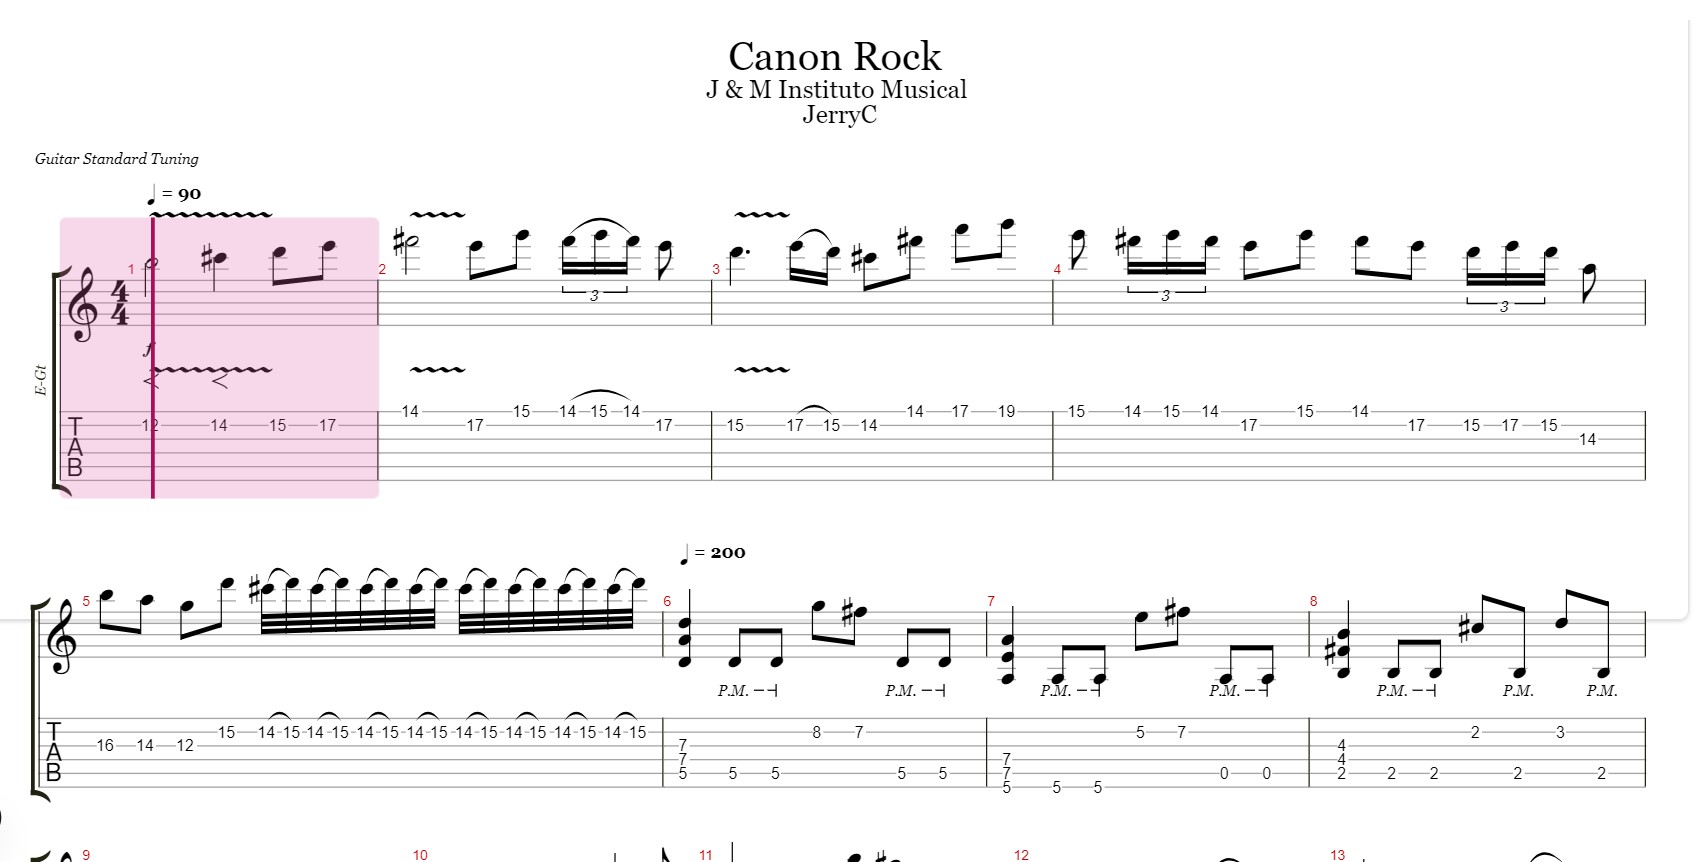 Canon Rock
J & M Instituto Musical
JerryC
Guitar Standard Tuning
= 90
1 2 3 4
4
4
3 3 3
f
E-Gt
14 15 14 15 14 17 19 15 14 15 14 15 14
T 12 14 15 17 17 17 15 17 15 14 17 17 15 17 15
A 14
B
= 200
5 6 7 8
P.M. P.M. P.M. P.M. P.M. P.M. P.M.
T 15 14 15 14 15 14 15 14 15 14 15 14 15 14 15 14 15 8 7 5 7 2 3
16 14 12 7 4
A 7 7 4
B 5 5 5 5 5 7 0 0 2 2 2 2 2
5 5 5
9 10 11 12 13